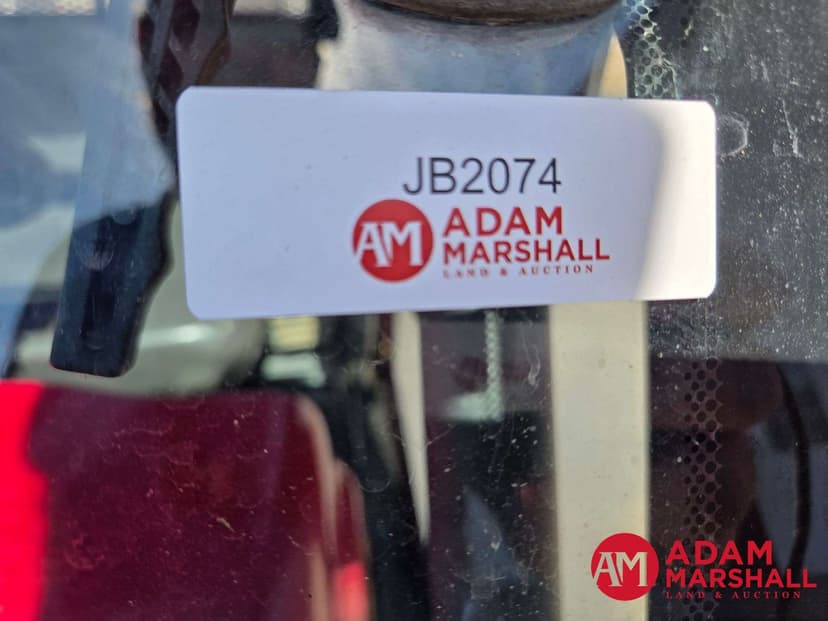 JB2074
AM
ADAM
MARSHALL
LAND & AUCTION
AM
ADAM
MARSHALL
LAND & AUCTION